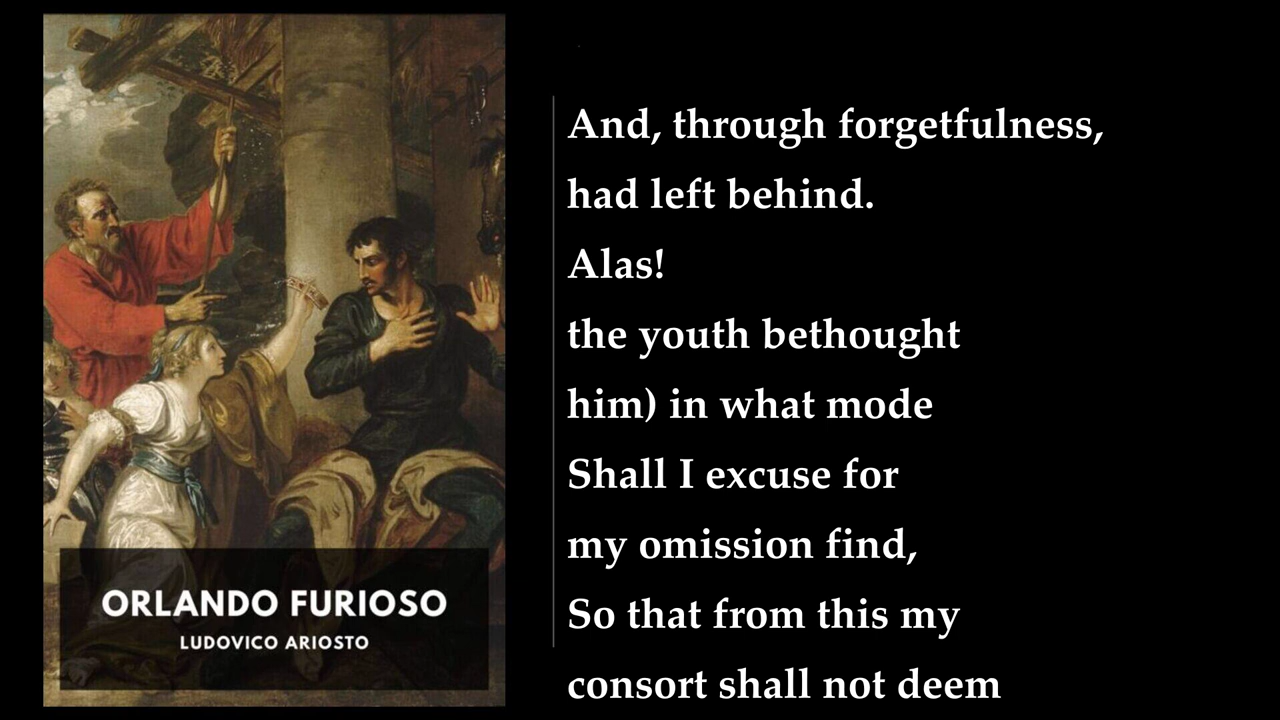 ORLANDO FURIOSO
LUDOVICO ARIOSTO
And, through forgetfulness,
had left behind.
Alas!
the youth bethought
him) in what mode
Shall I excuse for
my omission find,
So that from this my
consort shall not deem